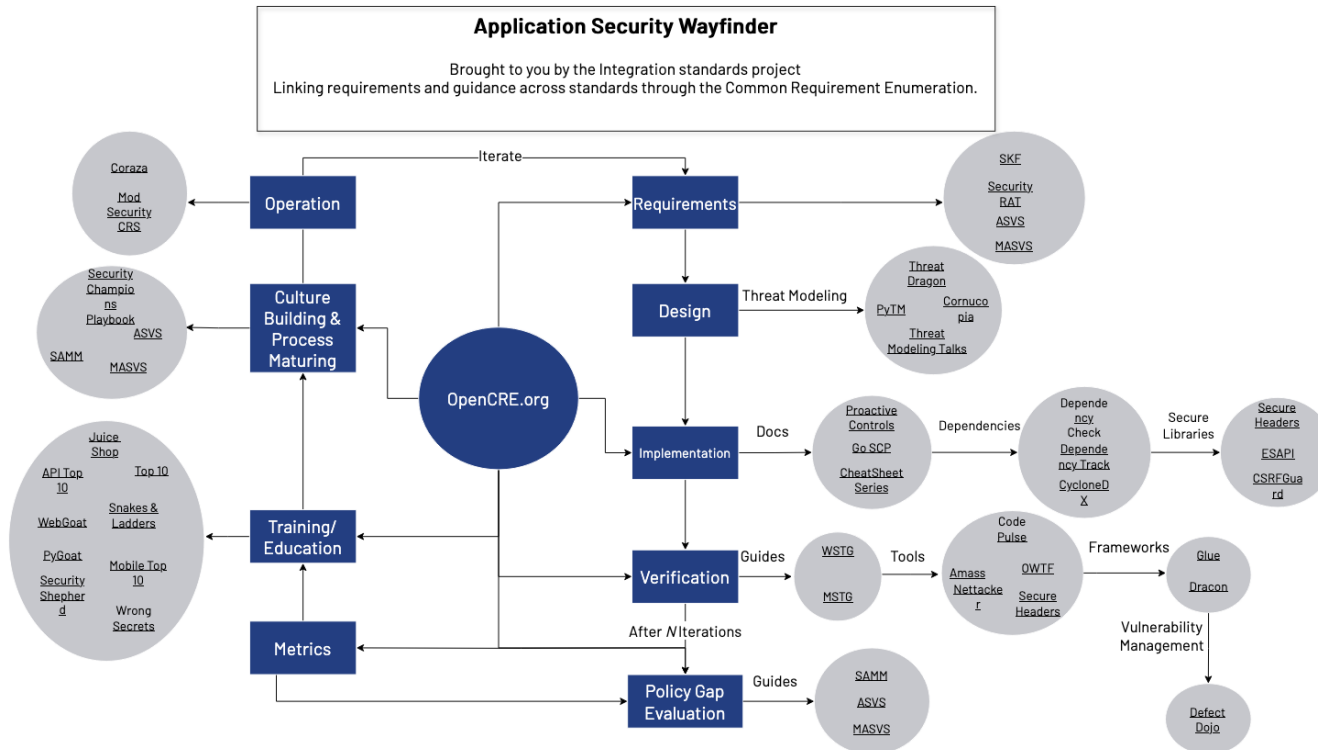 Application Security Wayfinder
Brought to you by the Integration standards project
Linking requirements and guidance across standards through the Common Requirement Enumeration.
Iterate
Coraza
Mod
Security
CRS
Operation
Requirements
SKF
Security
RAT
ASVS
MASVS
Security
Champio
ns
Playbook
ASVS
SAMM
MASVS
Culture
Building &
Process
Maturing
Design
Threat Modeling
Threat
Dragon
PyTM
Cornuco
pia
Threat
Modeling Talks
OpenCRE.org
Implementation
Docs
Proactive
Controls
Go SCP
CheatSheet
Series
Dependencies
Depende
ncy
Check
Depende
ncy Track
CycloneD
X
Secure
Libraries
Secure
Headers
ESAPI
CSRFGua
rd
Juice
Shop
API Top
10
Top 10
Snakes &
Ladders
WebGoat
PyGoat
Mobile Top
10
Security
Shepher
d
Wrong
Secrets
Training/
Education
Verification
Guides
WSTG
MSTG
Tools
Code
Pulse
Amass
OWTF
Nettacke
r
Secure
Headers
Frameworks
Glue
Dracon
Vulnerability
Management
Defect
Dojo
After N Iterations
Metrics
Policy Gap
Evaluation
Guides
SAMM
ASVS
MASVS